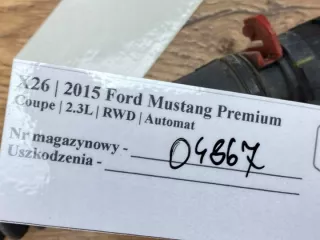 X26 | 2015 Ford Mustang Premium
Coupe | 2.3L | RWD | Automat
Nr magazynowy - 04867
Uszkodzenia -